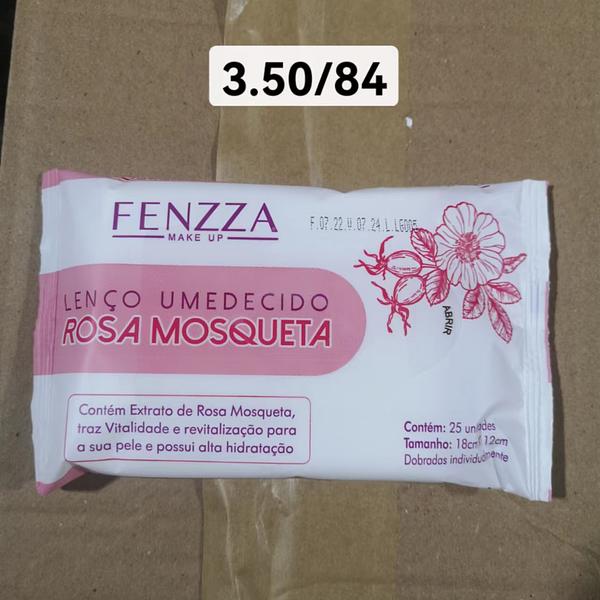 3.50/84
FENZZA
MAKE UP
F.07.22.V.07.24.L.LG005
LENÇO UMEDECIDO
ROSA MOSQUETA
ABRIR
Contém Extrato de Rosa Mosqueta,
traz Vitalidade e revitalização para
a sua pele e possui alta hidratação
Contém: 25 unidades
Tamanho: 18cm X 12cm
Dobradas individualmente